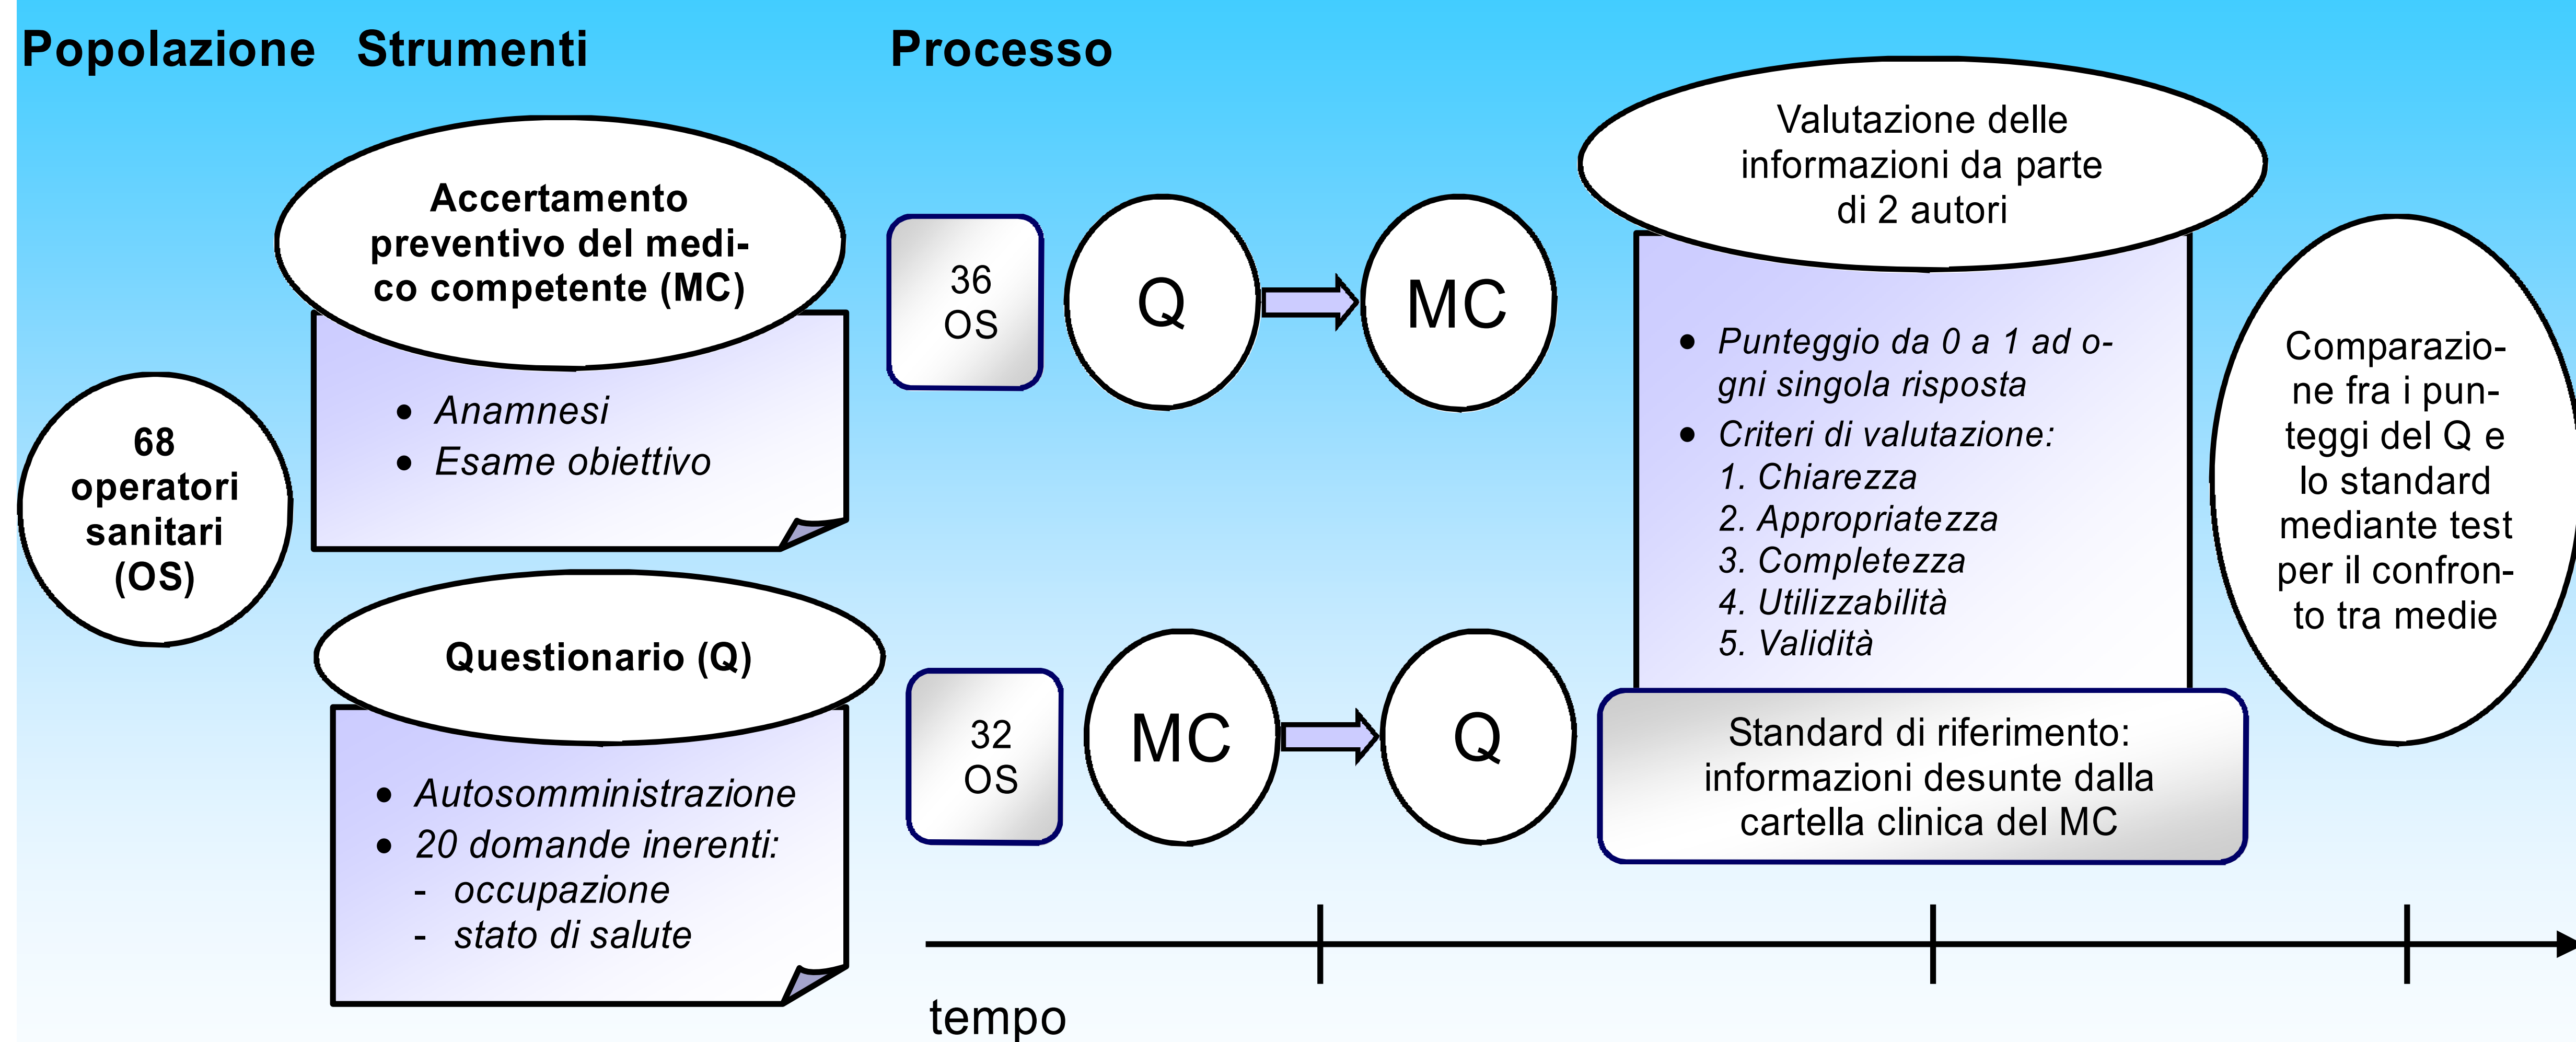 Popolazione
Strumenti
Processo
68
operatori
sanitari
(OS)
Accertamento
preventivo del medi-
co competente (MC)
• Anamnesi
• Esame obiettivo
Questionario (Q)
• Autosomministrazione
• 20 domande inerenti:
- occupazione
- stato di salute
36
OS
Q
MC
32
OS
MC
Q
Valutazione delle
informazioni da parte
di 2 autori
• Punteggio da 0 a 1 ad o-
gni singola risposta
• Criteri di valutazione:
1. Chiarezza
2. Appropriatezza
3. Completezza
4. Utilizzabilità
5. Validità
Standard di riferimento:
informazioni desunte dalla
cartella clinica del MC
Comparazio-
ne fra i pun-
teggi del Q e
lo standard
mediante test
per il confron-
to tra medie
tempo